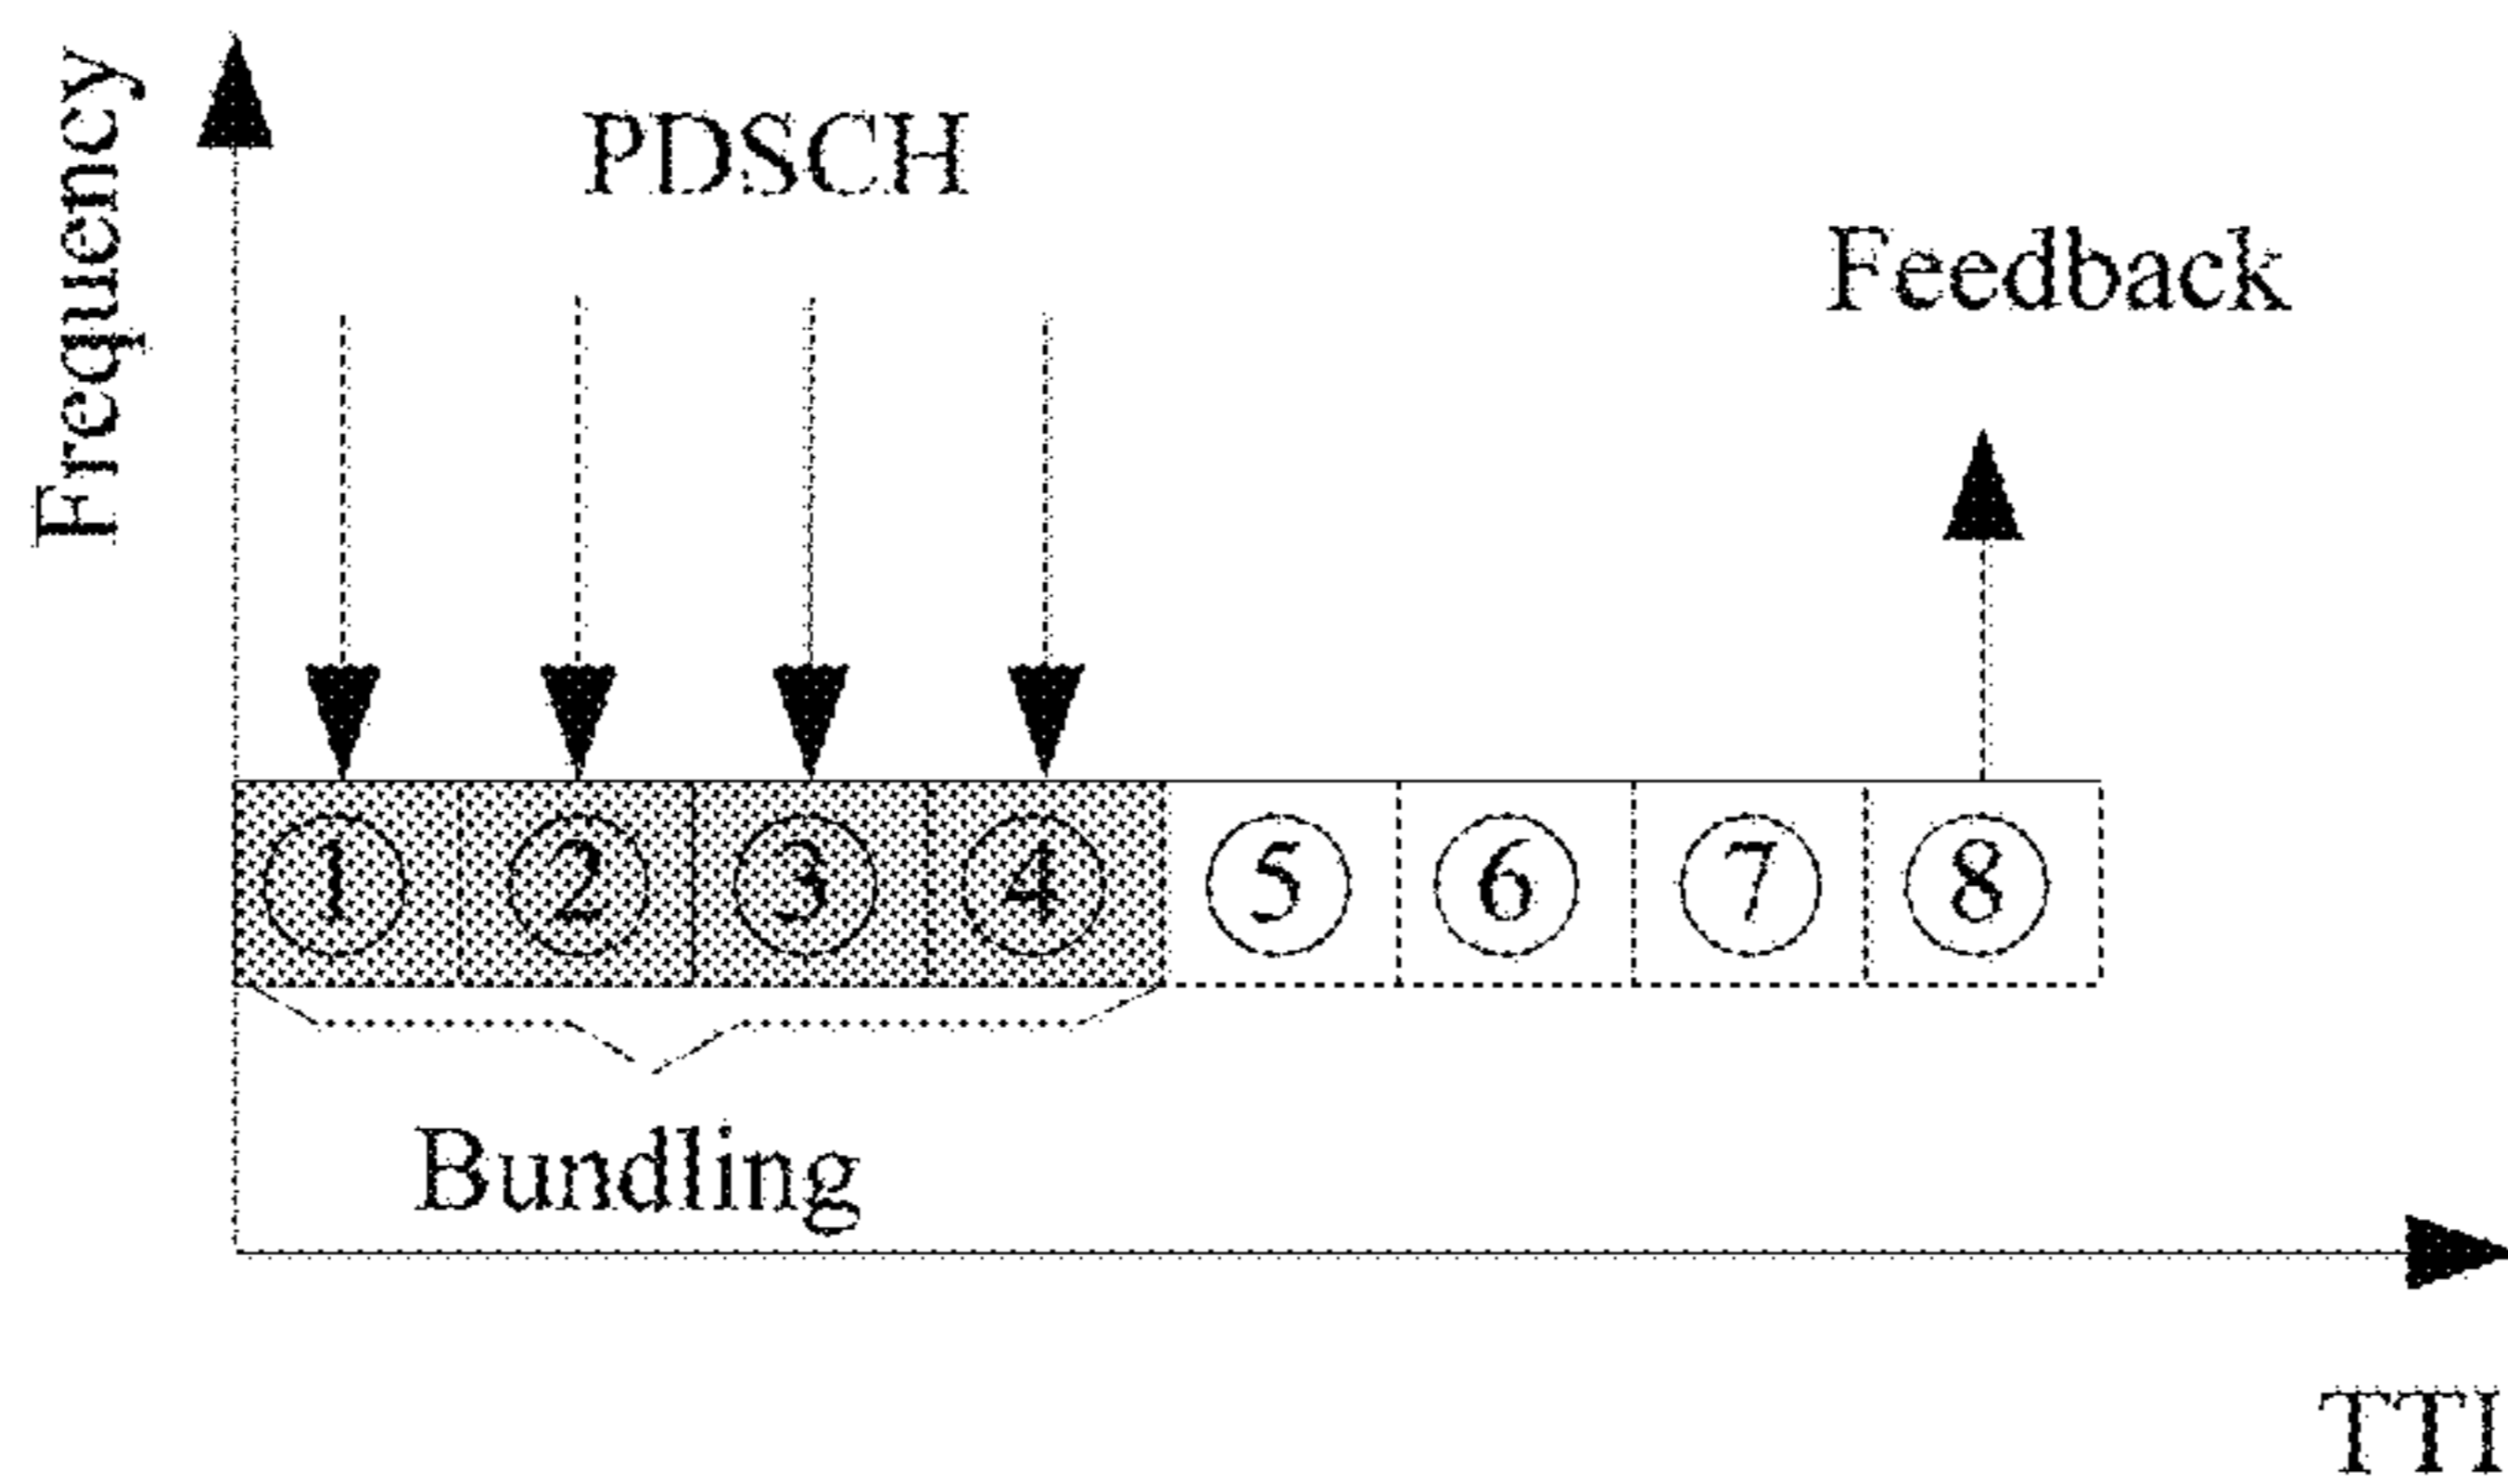 Frequency
PDSCH
Feedback
① ② ③ ④ ⑤ ⑥ ⑦ ⑧
Bundling
TTI